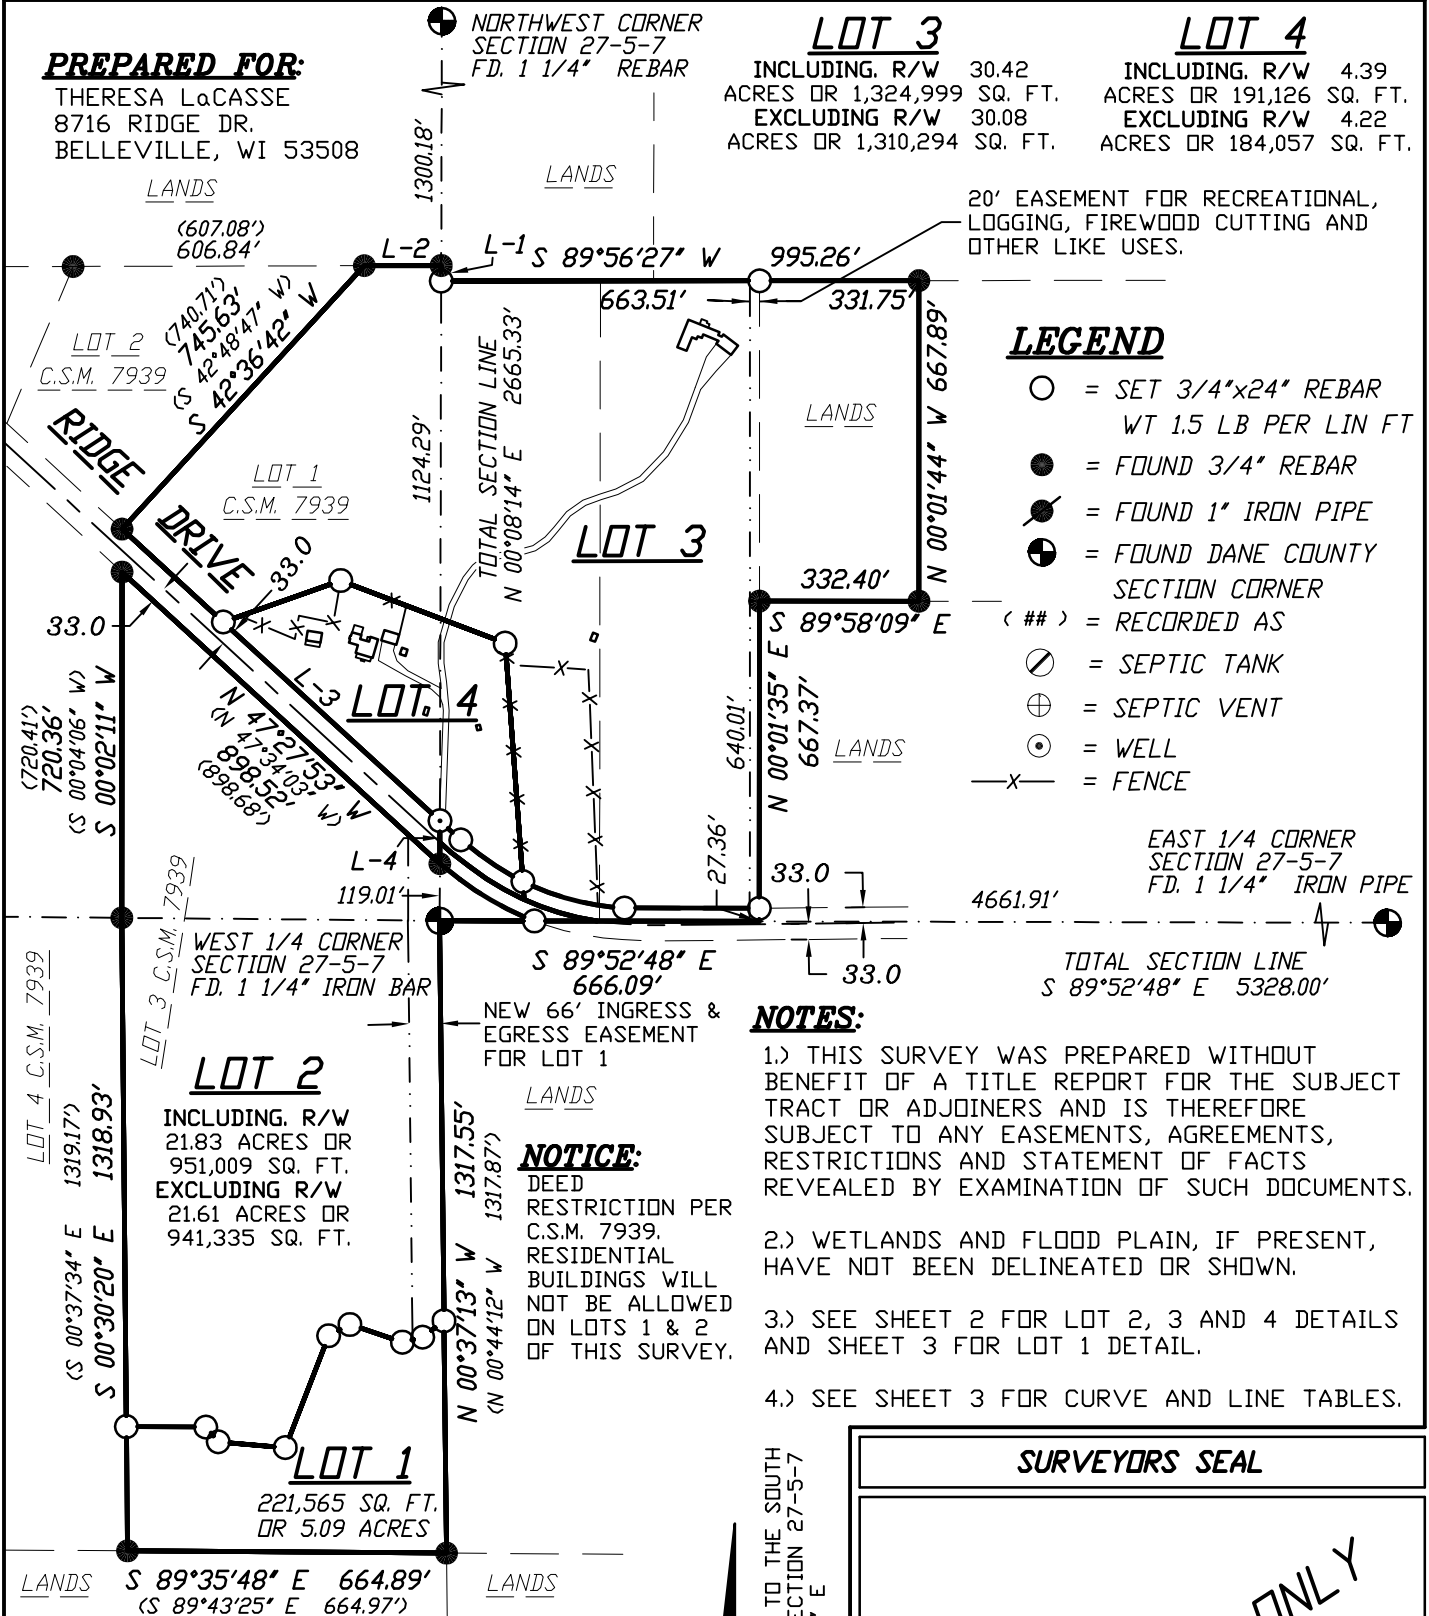 NORTHWEST CORNER
SECTION 27-5-7
FD. 1 1/4" REBAR
PREPARED FOR:
THERESA LaCASSE
8716 RIDGE DR.
BELLEVILLE, WI 53508
LOT 3
INCLUDING. R/W 30.42
ACRES OR 1,324,999 SQ. FT.
EXCLUDING R/W 30.08
ACRES OR 1,310,294 SQ. FT.
LOT 4
INCLUDING. R/W 4.39
ACRES OR 191,126 SQ. FT.
EXCLUDING R/W 4.22
ACRES OR 184,057 SQ. FT.
1300.18'
LANDS
LANDS
20' EASEMENT FOR RECREATIONAL,
LOGGING, FIREWOOD CUTTING AND
OTHER LIKE USES.
(607.08')
606.84'
L-2
L-1
S 89°56'27" W 995.26'
663.51'
331.75'
(740.71')
745.63'
(S 42°48'47" W)
S 42°36'42" W
LOT 2
C.S.M. 7939
RIDGE DRIVE
LOT 1
C.S.M. 7939
1124.29'
TOTAL SECTION LINE
N 00°08'14" E 2665.33'
LANDS
N 00°01'44" W 667.89'
LEGEND
= SET 3/4"x24" REBAR
WT 1.5 LB PER LIN FT
= FOUND 3/4" REBAR
= FOUND 1" IRON PIPE
= FOUND DANE COUNTY
SECTION CORNER
( ## ) = RECORDED AS
= SEPTIC TANK
= SEPTIC VENT
= WELL
—X— = FENCE
LOT 3
33.0
33.0
332.40'
S 89°58'09" E
L-3
LOT 4
X X X X
X X X X
X X X X X
(720.41')
720.36'
(S 00°04'06" W)
S 00°02'11" W
N 47°27'53" W
(N 47°34'03" W)
898.52'
(898.68')
640.01'
N 00°01'35" E
667.37'
LANDS
L-4
119.01'
27.36'
33.0
33.0
4661.91'
EAST 1/4 CORNER
SECTION 27-5-7
FD. 1 1/4" IRON PIPE
TOTAL SECTION LINE
S 89°52'48" E 5328.00'
LOT 3 C.S.M. 7939
LOT 4 C.S.M. 7939
WEST 1/4 CORNER
SECTION 27-5-7
FD. 1 1/4" IRON BAR
S 89°52'48" E
666.09'
NEW 66' INGRESS &
EGRESS EASEMENT
FOR LOT 1
LANDS
LOT 2
INCLUDING. R/W
21.83 ACRES OR
951,009 SQ. FT.
EXCLUDING R/W
21.61 ACRES OR
941,335 SQ. FT.
(S 00°37'34" E 1319.17')
S 00°30'20" E 1318.93'
N 00°37'13" W 1317.55'
(N 00°44'12" W 1317.87')
NOTICE:
DEED
RESTRICTION PER
C.S.M. 7939.
RESIDENTIAL
BUILDINGS WILL
NOT BE ALLOWED
ON LOTS 1 & 2
OF THIS SURVEY.
NOTES:
1.) THIS SURVEY WAS PREPARED WITHOUT
BENEFIT OF A TITLE REPORT FOR THE SUBJECT
TRACT OR ADJOINERS AND IS THEREFORE
SUBJECT TO ANY EASEMENTS, AGREEMENTS,
RESTRICTIONS AND STATEMENT OF FACTS
REVEALED BY EXAMINATION OF SUCH DOCUMENTS.
2.) WETLANDS AND FLOOD PLAIN, IF PRESENT,
HAVE NOT BEEN DELINEATED OR SHOWN.
3.) SEE SHEET 2 FOR LOT 2, 3 AND 4 DETAILS
AND SHEET 3 FOR LOT 1 DETAIL.
4.) SEE SHEET 3 FOR CURVE AND LINE TABLES.
LOT 1
221,565 SQ. FT.
OR 5.09 ACRES
LANDS
S 89°35'48" E 664.89'
(S 89°43'25" E 664.97')
LANDS
TO THE SOUTH
SECTION 27-5-7
E
SURVEYORS SEAL
ONLY